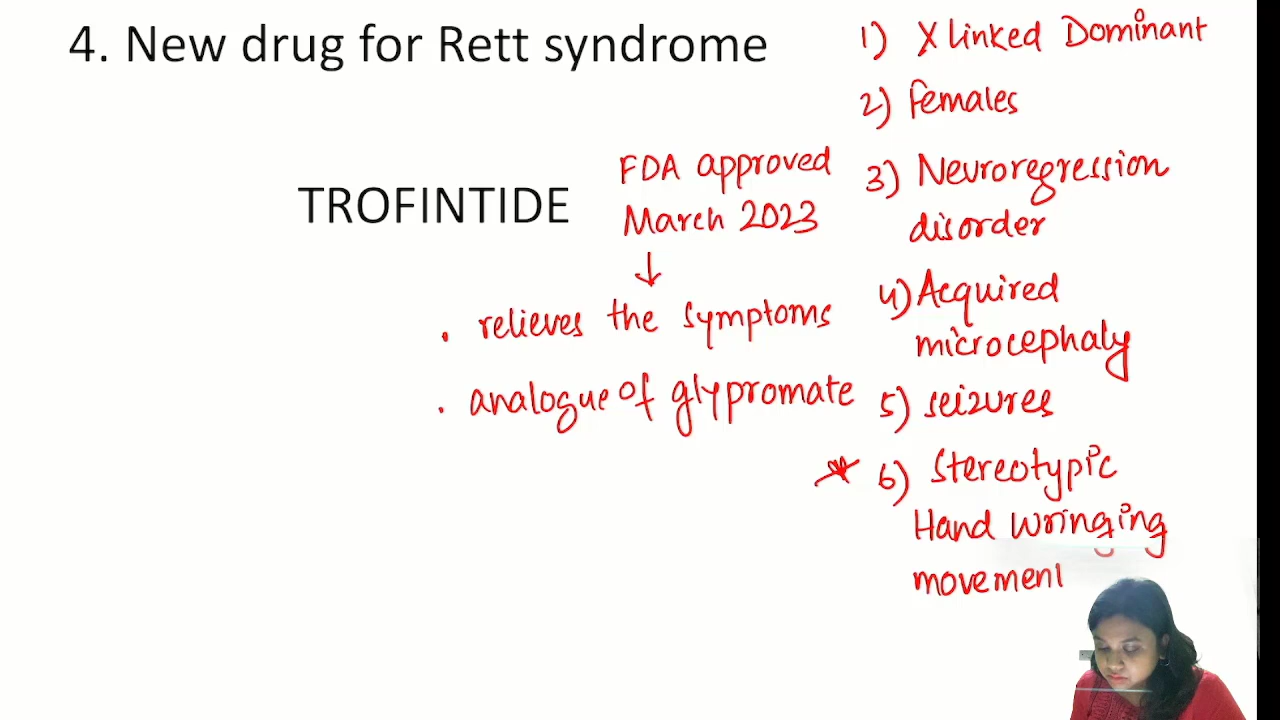 4. New drug for Rett syndrome
TROFINTIDE
FDA approved
March 2023
↓
. relieves the symptoms
. analogue of glypromate
1) X linked Dominant
2) Females
3) Neuroregression
disorder
4) Acquired
microcephaly
5) seizures
* 6) Stereotypic
Hand wringing
movement